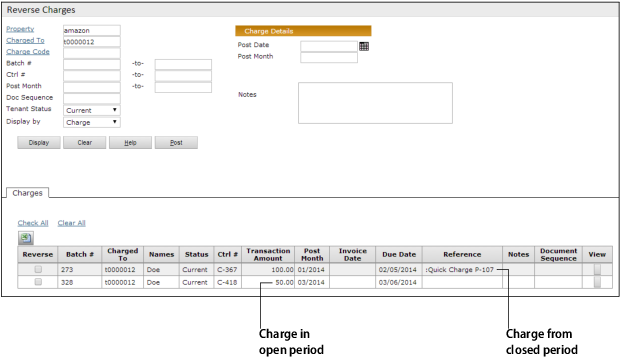 Reverse Charges
Property amazon
Charged To t0000012
Charge Code
Batch # -to-
Ctrl # -to-
Post Month -to-
Doc Sequence
Tenant Status Current
Display by Charge
Charge Details
Post Date
Post Month
Notes
Display Clear Help Post
Charges
Check All Clear All
Reverse Batch # Charged To Names Status Ctrl # Transaction Amount Post Month Invoice Date Due Date Reference Notes Document Sequence View
273 t0000012 Doe Current C-367 100.00 01/2014 02/05/2014 :Quick Charge P-107
328 t0000012 Doe Current C-418 50.00 03/2014 03/06/2014
Charge in open period
Charge from closed period